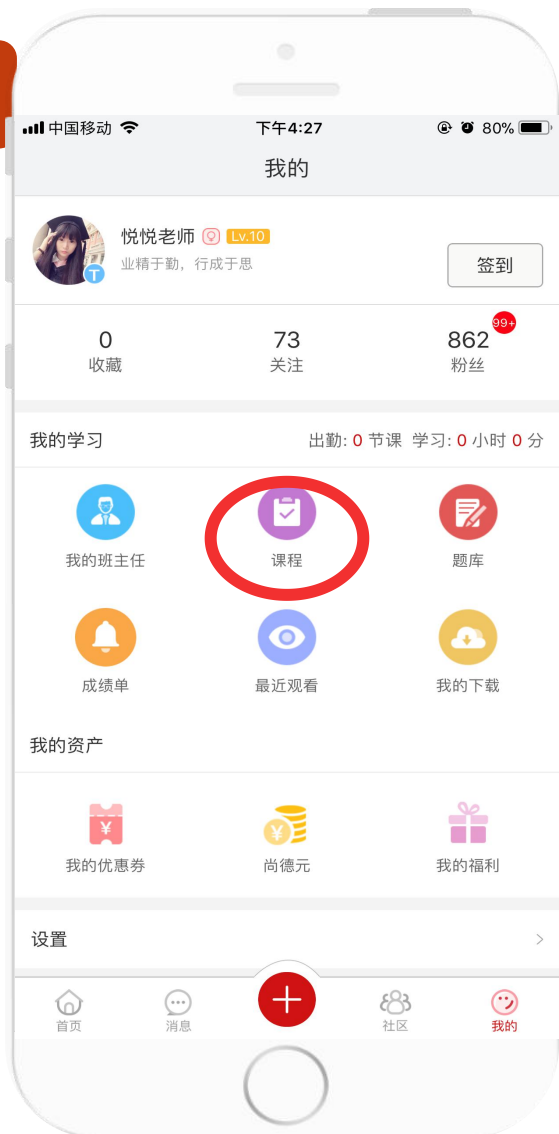 中国移动 下午4:27 80%
我的
悦悦老师 Lv.10
业精于勤，行成于思
T
签到
0 73 862 99+
收藏 关注 粉丝
我的学习 出勤: 0 节课 学习: 0 小时 0 分
我的班主任 课程 题库
成绩单 最近观看 我的下载
我的资产
¥ ¥
我的优惠券 尚德元 我的福利
设置
首页 消息 社区 我的